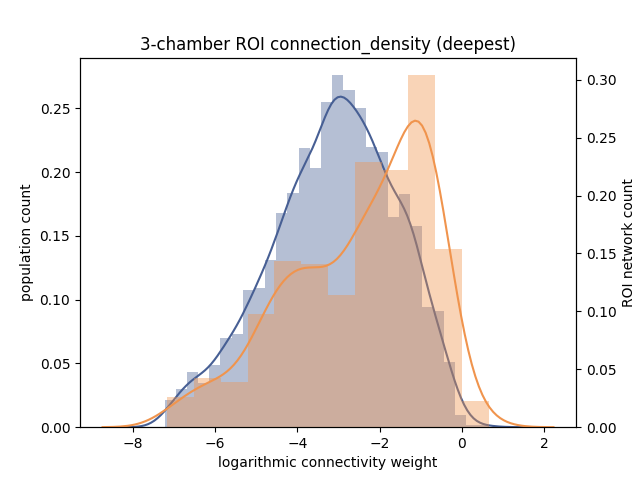 3-chamber ROI connection_density (deepest)
0.25
0.20
0.15
0.10
0.05
0.00
population count
0.30
0.25
0.20
0.15
0.10
0.05
0.00
ROI network count
−8 −6 −4 −2 0 2
logarithmic connectivity weight